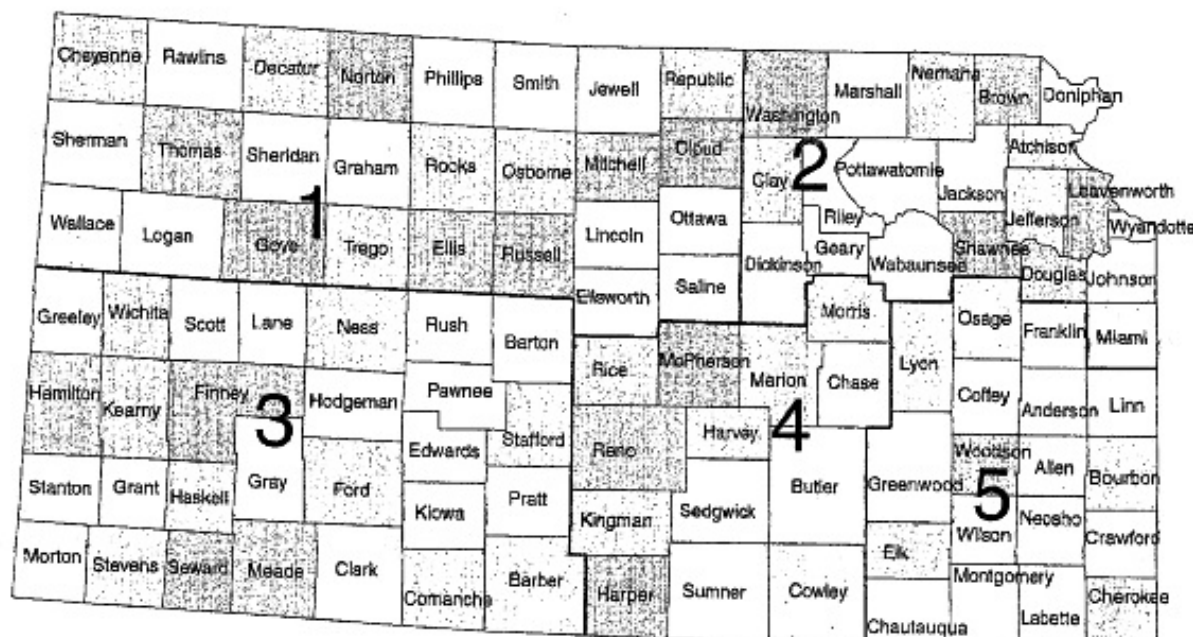 Cheyenne Rawlins Decatur Norton Phillips Smith Jewell Republic Washington Marshall Nemaha Brown Doniphan
Sherman Thomas Sheridan Graham Rocks Osborne Mitchell Cloud Clay 2 Pottawatomie Jackson Atchison
1
Riley Jefferson Leavenworth Wyandotte
Wallace Logan Gove Trego Ellis Russell Lincoln Ottawa Geary Shawnee
Ellsworth Saline Dickinson Wabaunsee Douglas Johnson
Greeley Wichita Scott Lane Ness Rush Barton Morris Osage Franklin Miami
Hamilton Kearny Finney 3 Hodgeman Pawnee Rice McPherson Marion Chase Lyon Coffey Anderson Linn
Stafford Reno Harvey 4
Edwards Woodson Allen Bourbon
Stanton Grant Haskell Gray Ford Kiowa Pratt Kingman Sedgwick Butler Greenwood 5
Wilson Neosho Crawford
Morton Stevens Seward Meade Clark Comanche Barber Harper Sumner Cowley Elk Montgomery
Chautauqua Labette Cherokee